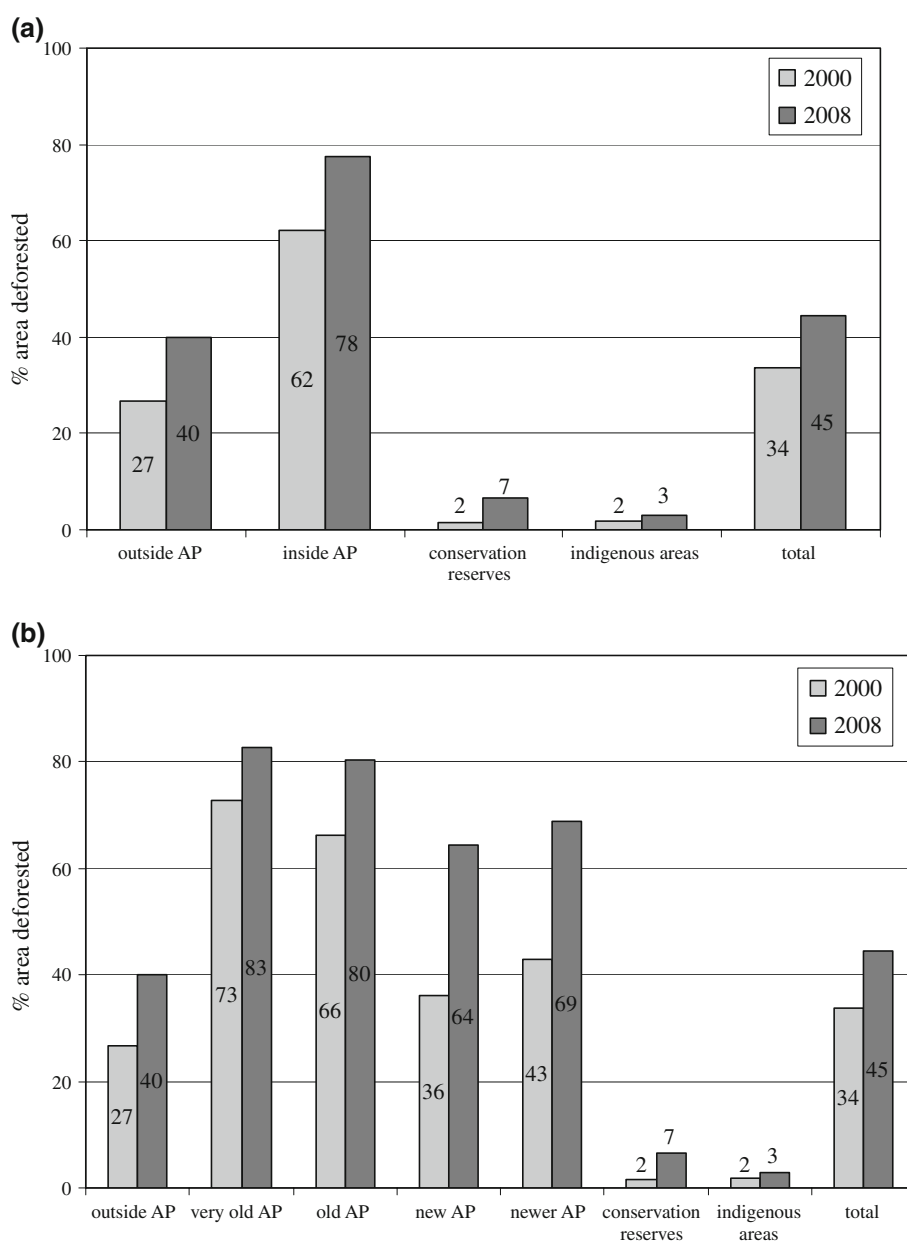 (a)
100
80
60
40
20
0
% area deforested
2000
2008
27
40
62
78
2
7
2
3
34
45
outside AP
inside AP
conservation
reserves
indigenous areas
total
(b)
100
80
60
40
20
0
% area deforested
2000
2008
27
40
73
83
66
80
36
64
43
69
2
7
2
3
34
45
outside AP
very old AP
old AP
new AP
newer AP
conservation
reserves
indigenous
areas
total